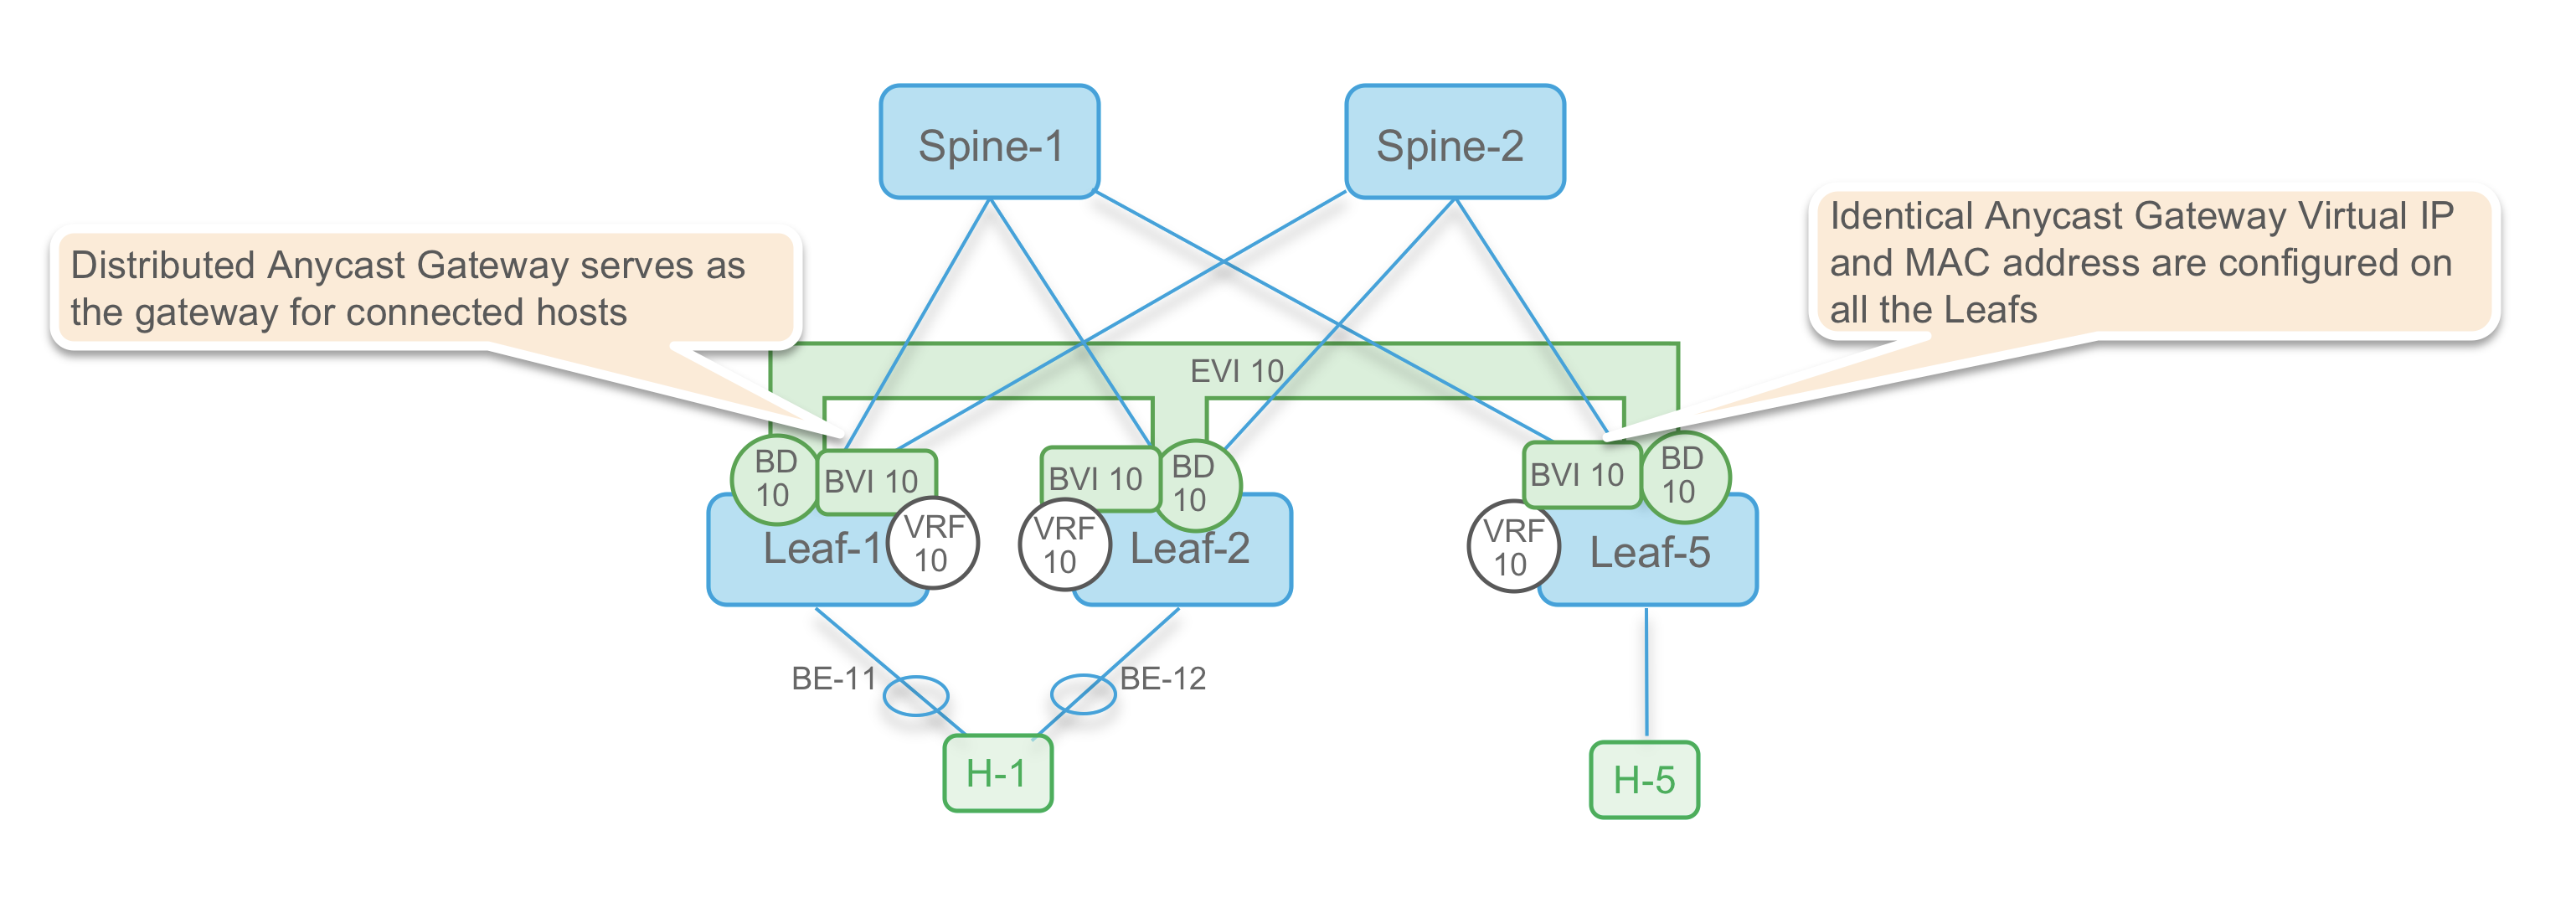 Spine-1
Spine-2
Distributed Anycast Gateway serves as
the gateway for connected hosts
Identical Anycast Gateway Virtual IP
and MAC address are configured on
all the Leafs
EVI 10
BD
10
BVI 10
VRF
10
Leaf-1
BVI 10
BD
10
VRF
10
Leaf-2
BVI 10
BD
10
VRF
10
Leaf-5
BE-11
BE-12
H-1
H-5